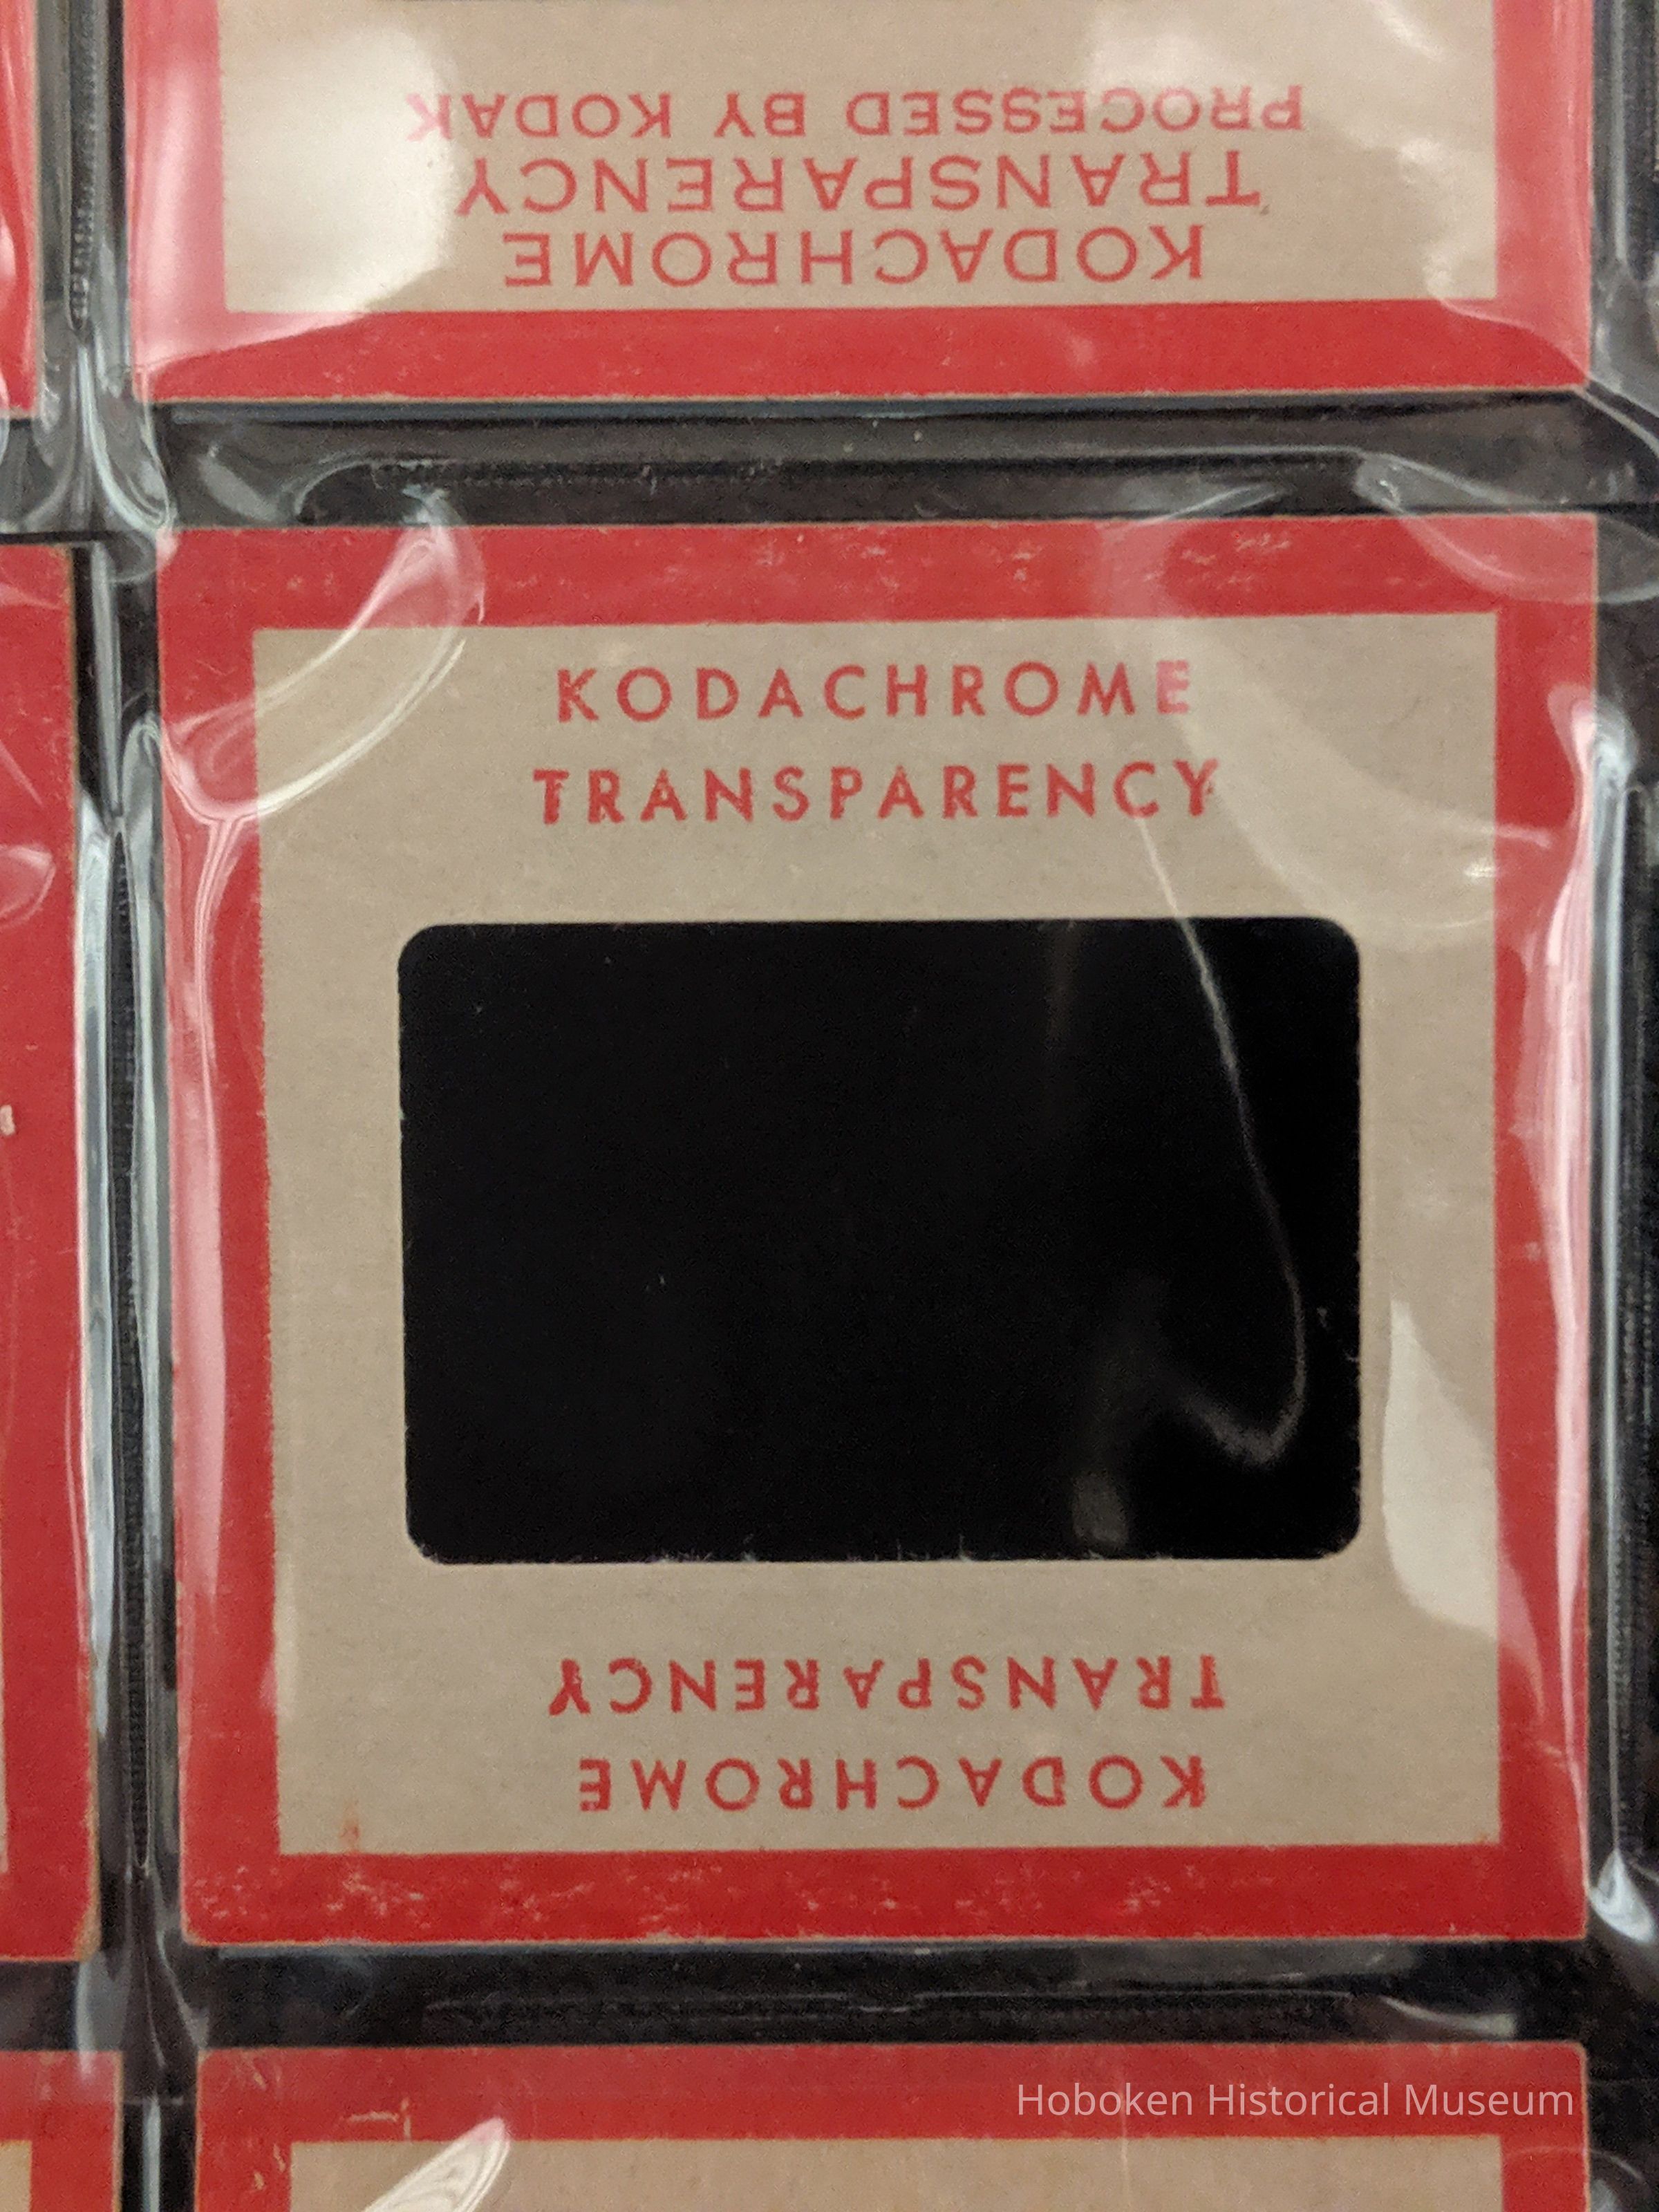 PROCESSED BY KODAK
TRANSPARENCY
KODACHROME
KODACHROME
TRANSPARENCY
TRANSPARENCY
KODACHROME
Hoboken Historical Museum